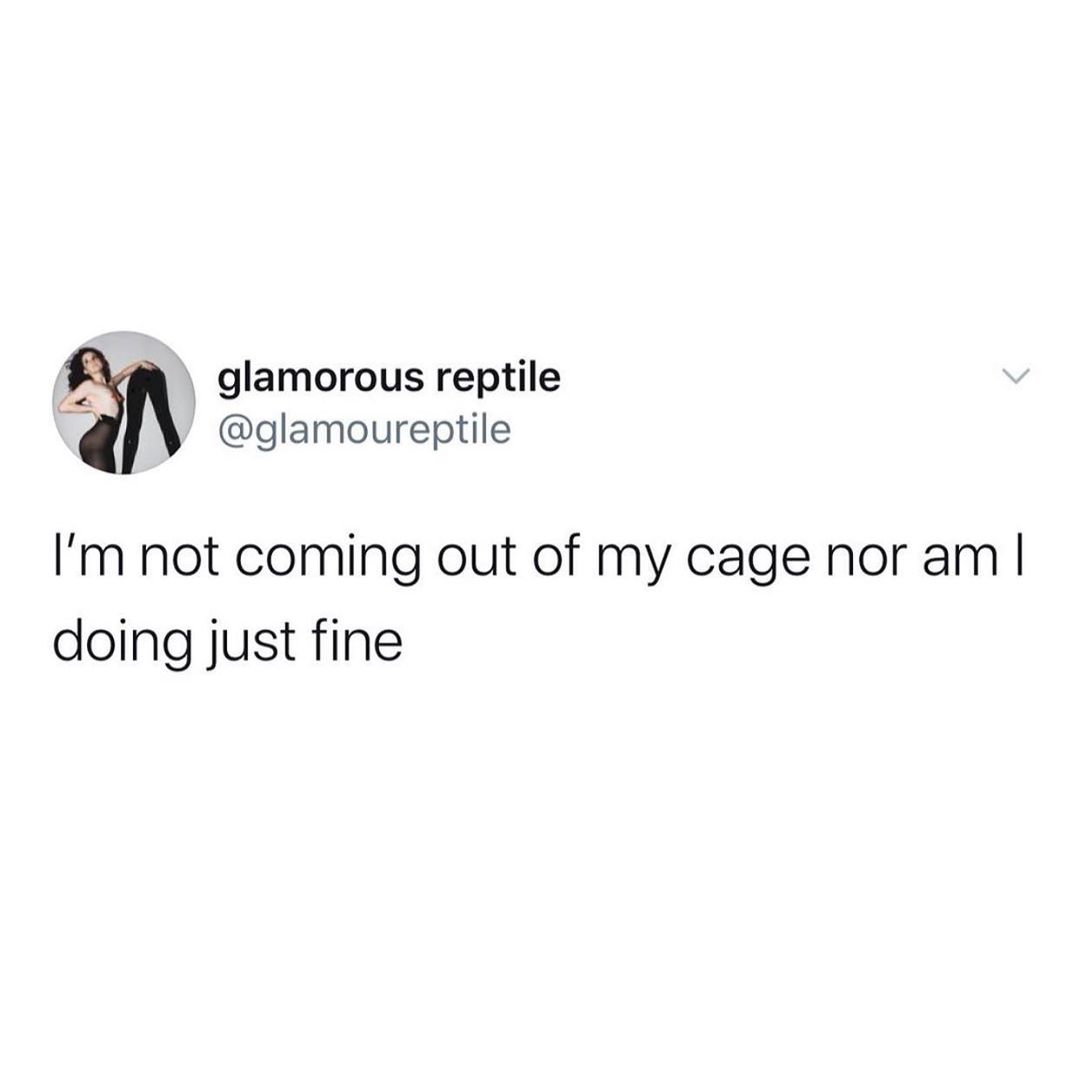 glamorous reptile
@glamoureptile
I’m not coming out of my cage nor am I
doing just fine